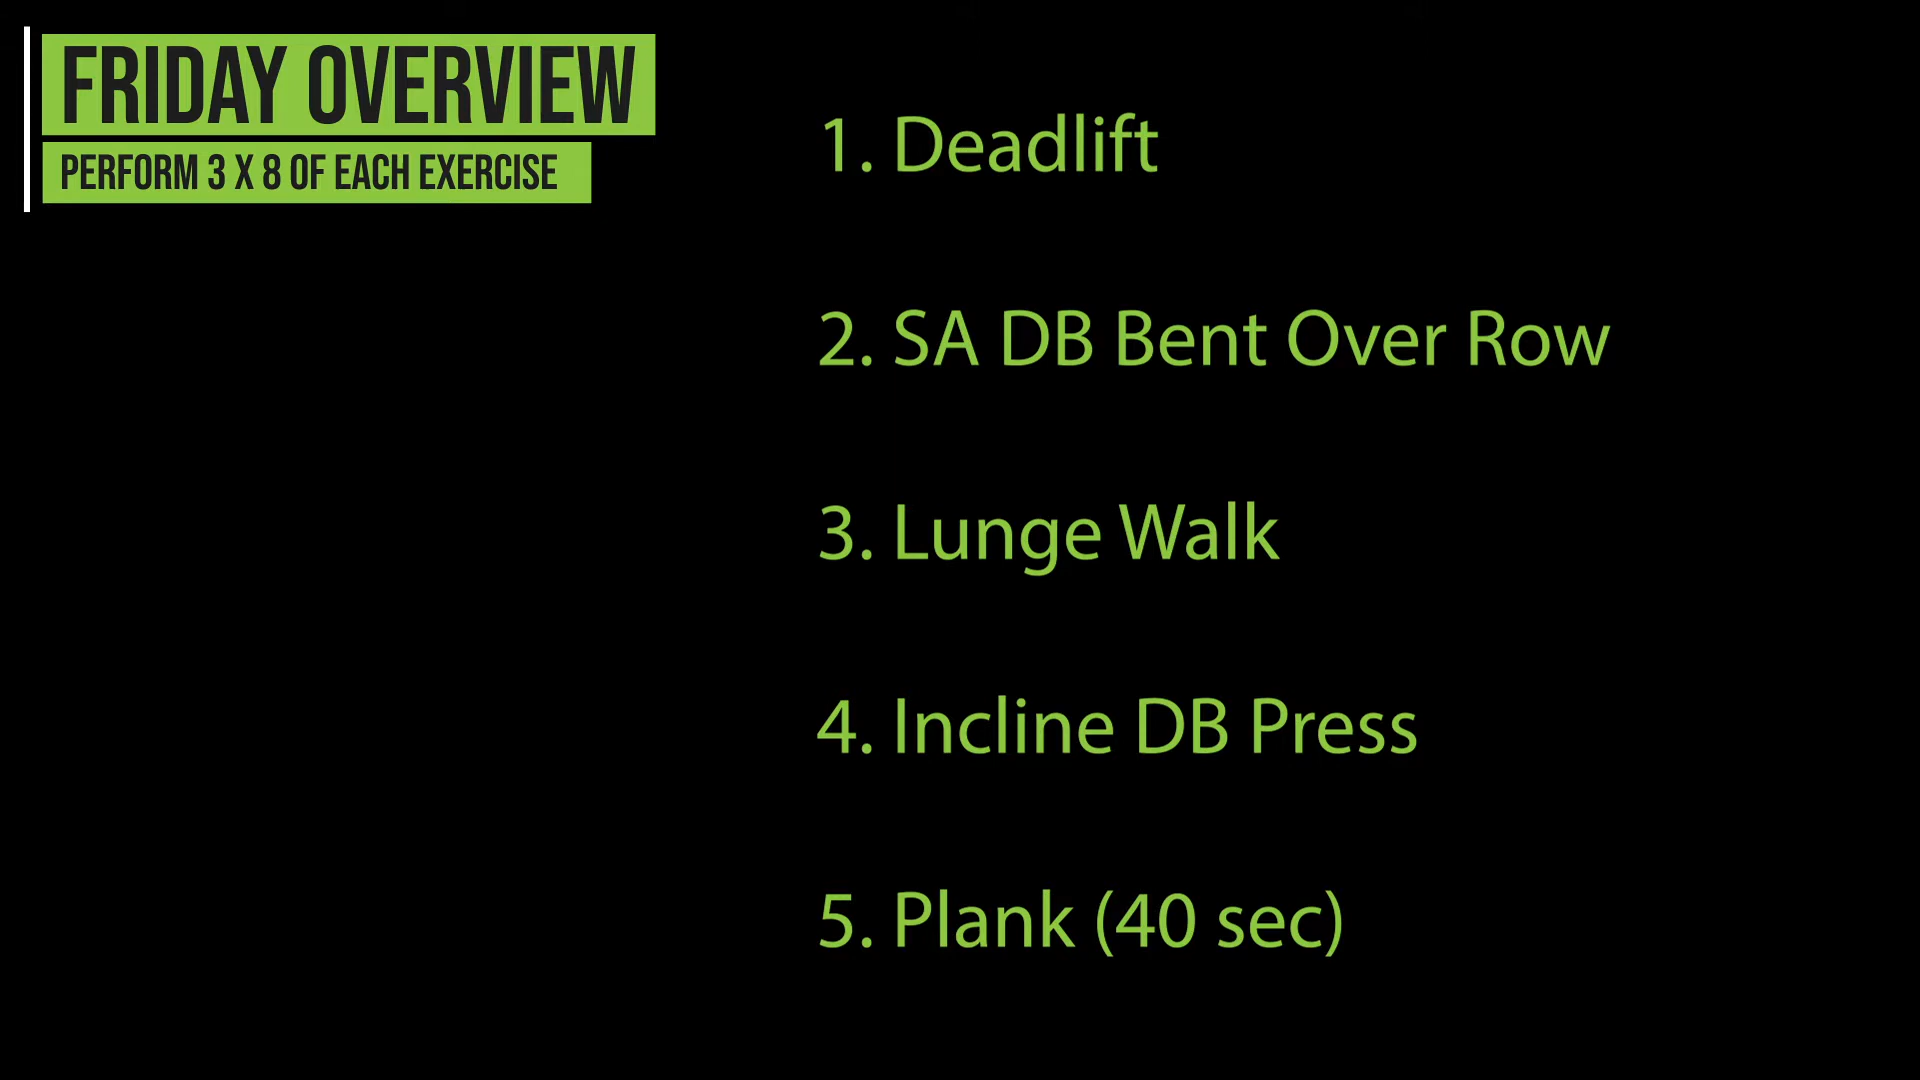 FRIDAY OVERVIEW
PERFORM 3 X 8 OF EACH EXERCISE
1. Deadlift
2. SA DB Bent Over Row
3. Lunge Walk
4. Incline DB Press
5. Plank (40 sec)